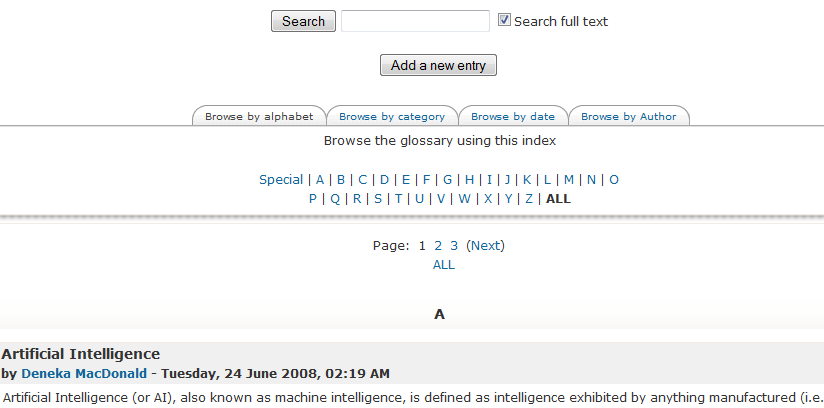 Search Search full text
Add a new entry
Browse by alphabet Browse by category Browse by date Browse by Author
Browse the glossary using this index
Special | A | B | C | D | E | F | G | H | I | J | K | L | M | N | O
P | Q | R | S | T | U | V | W | X | Y | Z | ALL
Page: 1 2 3 (Next)
ALL
A
Artificial Intelligence
by Deneka MacDonald - Tuesday, 24 June 2008, 02:19 AM
Artificial Intelligence (or AI), also known as machine intelligence, is defined as intelligence exhibited by anything manufactured (i.e.